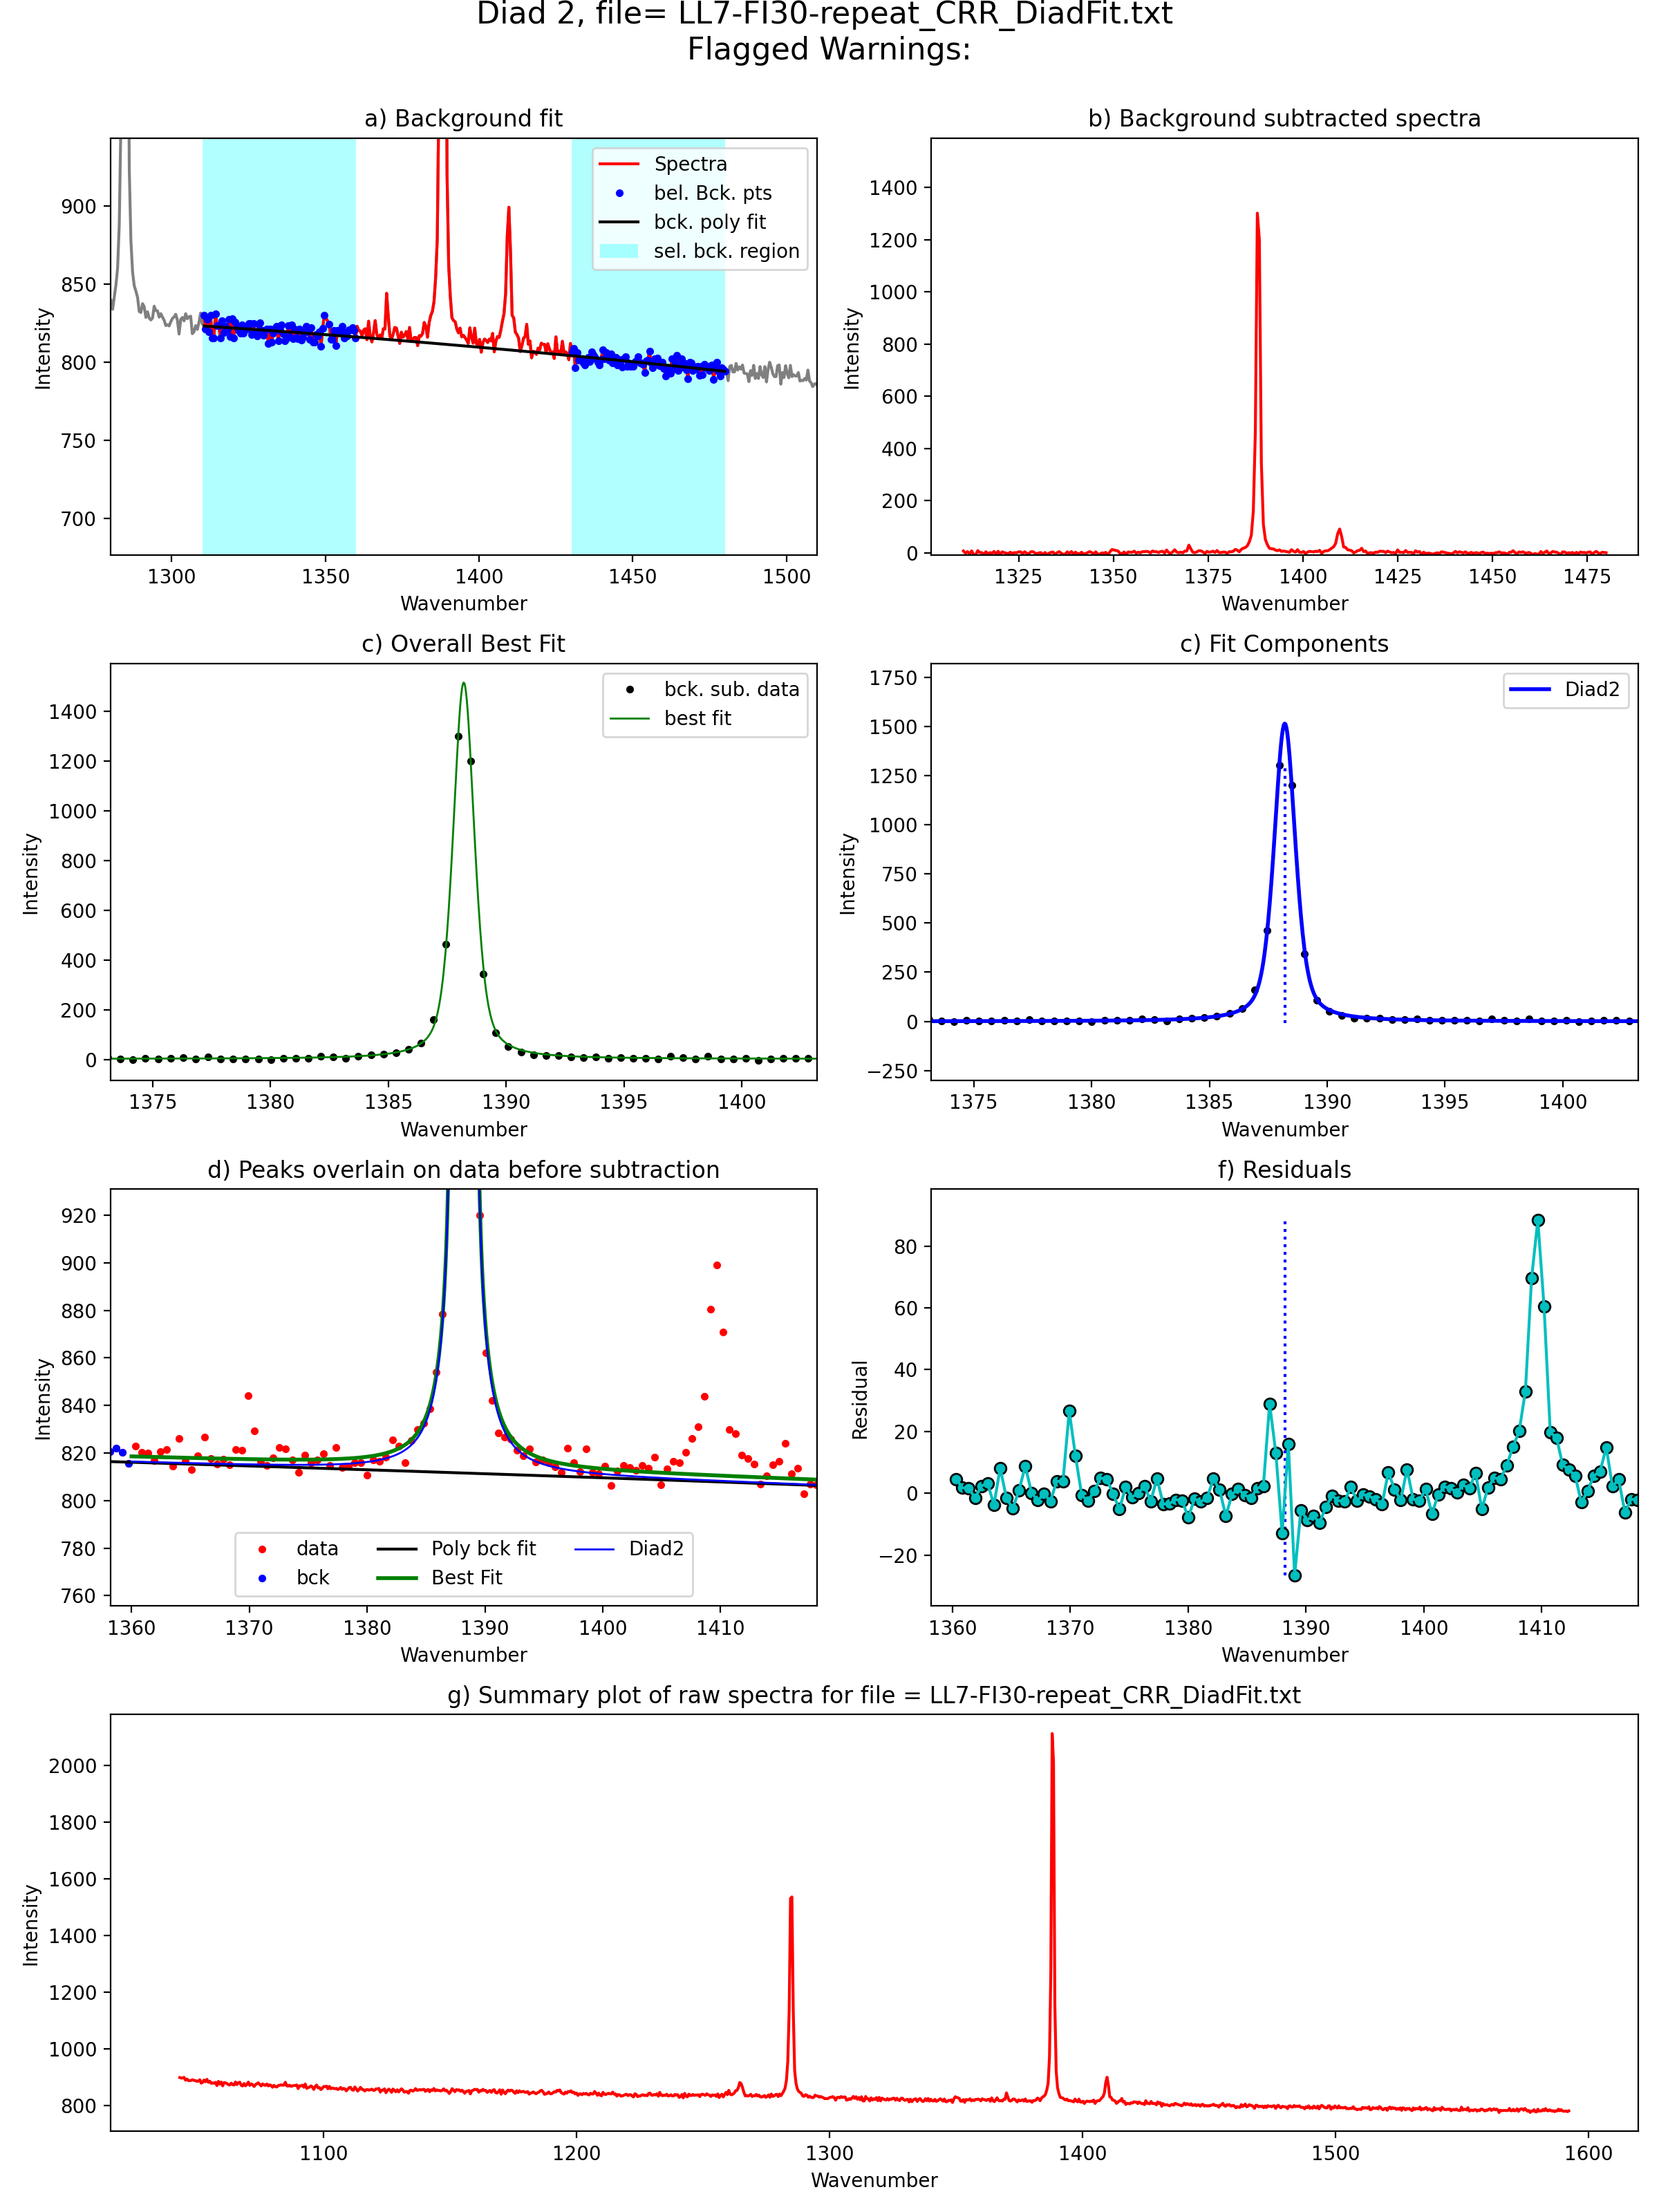 Diad 2, file= LL7-FI30-repeat_CRR_DiadFit.txt
Flagged Warnings:
a) Background fit
Spectra
bel. Bck. pts
bck. poly fit
sel. bck. region
Intensity
900
850
800
750
700
1300 1350 1400 1450 1500
Wavenumber
b) Background subtracted spectra
Intensity
1400
1200
1000
800
600
400
200
0
1325 1350 1375 1400 1425 1450 1475
Wavenumber
c) Overall Best Fit
bck. sub. data
best fit
Intensity
1400
1200
1000
800
600
400
200
0
1375 1380 1385 1390 1395 1400
Wavenumber
c) Fit Components
Diad2
Intensity
1750
1500
1250
1000
750
500
250
0
−250
1375 1380 1385 1390 1395 1400
Wavenumber
d) Peaks overlain on data before subtraction
Intensity
920
900
880
860
840
820
800
780
760
data
bck
Poly bck fit
Best Fit
Diad2
1360 1370 1380 1390 1400 1410
Wavenumber
f) Residuals
Residual
80
60
40
20
0
−20
1360 1370 1380 1390 1400 1410
Wavenumber
g) Summary plot of raw spectra for file = LL7-FI30-repeat_CRR_DiadFit.txt
Intensity
2000
1800
1600
1400
1200
1000
800
1100 1200 1300 1400 1500 1600
Wavenumber